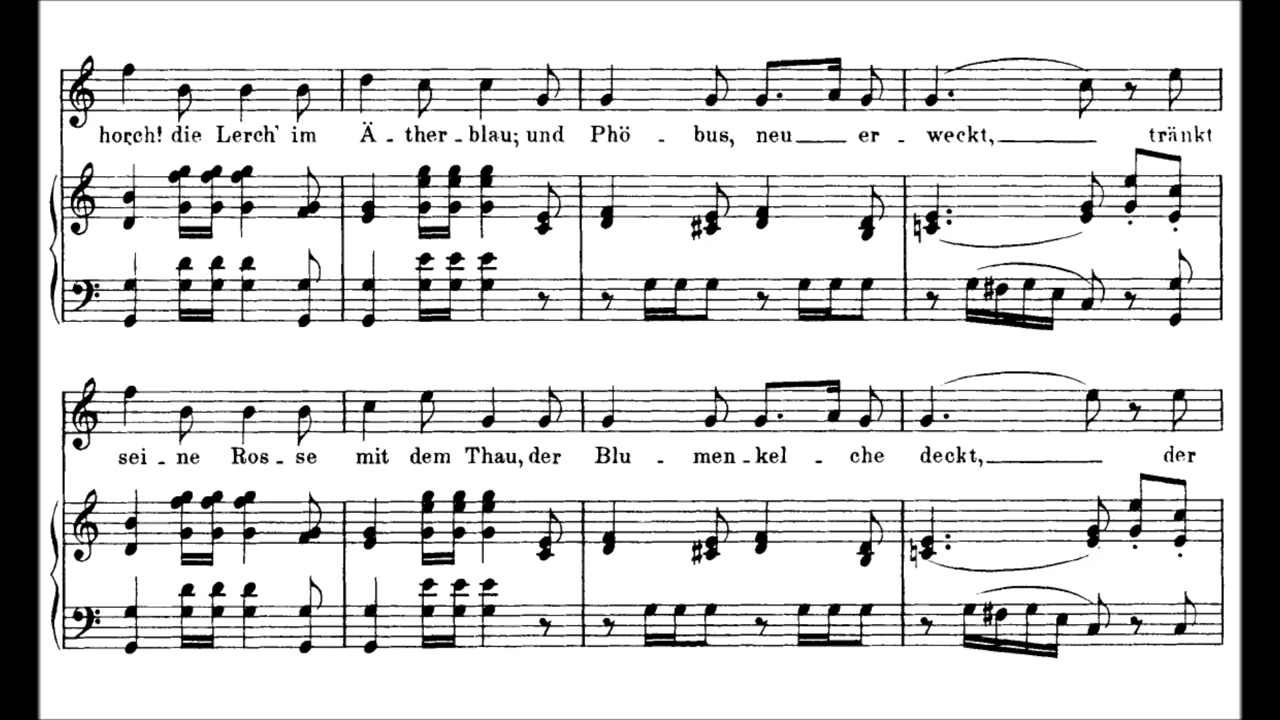 horch! die Lerch' im Ä - ther - blau; und Phö - bus, neu er - weckt, tränkt
sei - ne Ros - se mit dem Thau, der Blu - men - kel - che deckt, der